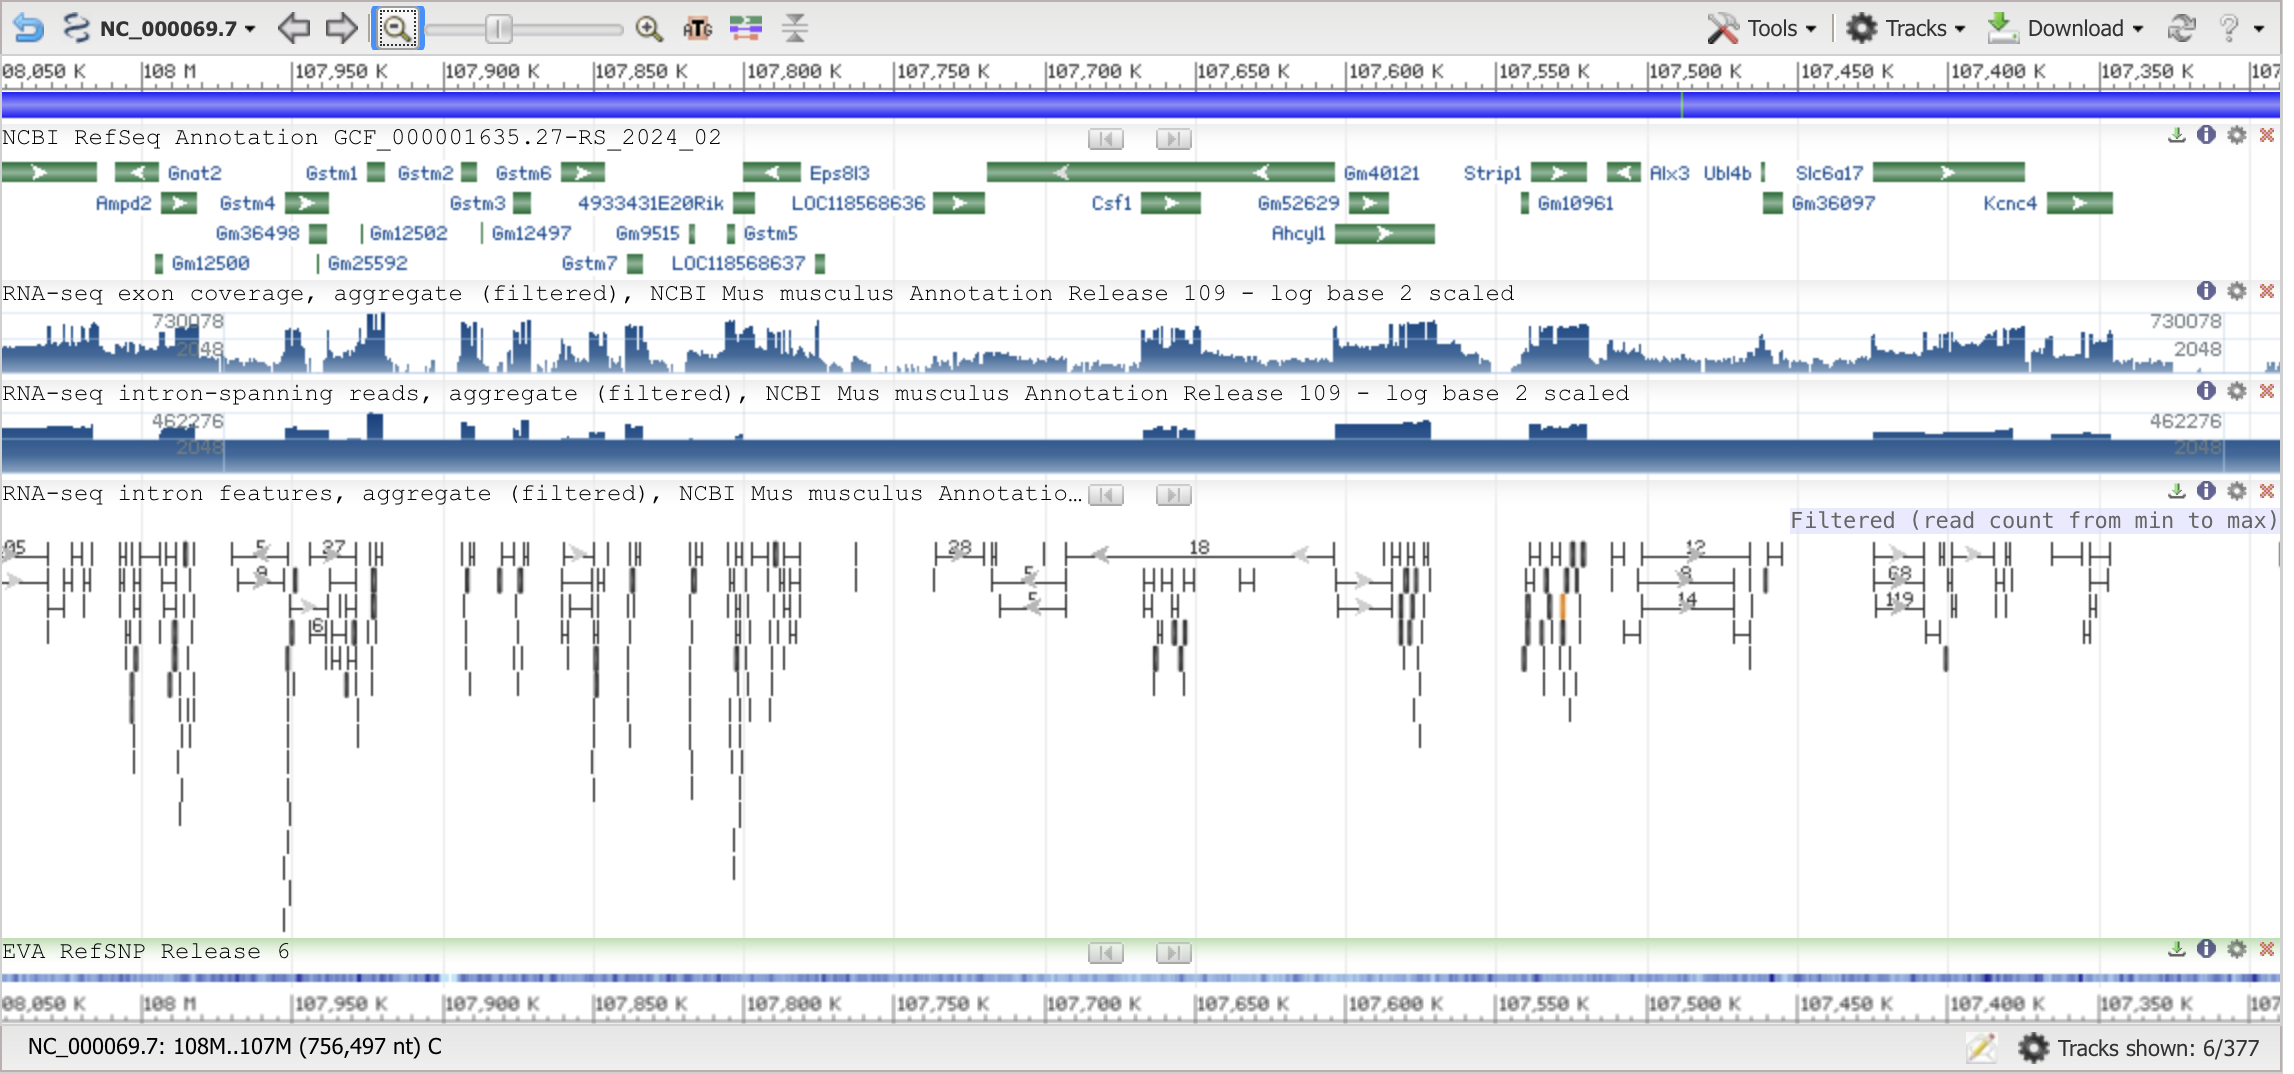 NC_000069.7 ATG Tools Tracks Download ?
08,050 K 108 M 107,950 K 107,900 K 107,850 K 107,800 K 107,750 K 107,700 K 107,650 K 107,600 K 107,550 K 107,500 K 107,450 K 107,400 K 107,350 K 107
NCBI RefSeq Annotation GCF_000001635.27-RS_2024_02
Gnat2 Gstm1 Gstm2 Gstm6 Eps8l3 Gm40121 Strip1 Alx3 Ubl4b Slc6a17
Ampd2 Gstm4 Gstm3 4933431E20Rik LOC118568636 Csf1 Gm52629 Gm10961 Gm36097 Kcnc4
Gm36498 Gm12502 Gm12497 Gm9515 Gstm5 Ahcyl1
Gm12500 Gm25592 Gstm7 LOC118568637
RNA-seq exon coverage, aggregate (filtered), NCBI Mus musculus Annotation Release 109 - log base 2 scaled
730078 730078
2048 2048
RNA-seq intron-spanning reads, aggregate (filtered), NCBI Mus musculus Annotation Release 109 - log base 2 scaled
462276 462276
2048 2048
RNA-seq intron features, aggregate (filtered), NCBI Mus musculus Annotatio…
Filtered (read count from min to max)
05 5 27 28 18 12
9 5 8 68
5 14 119
6
EVA RefSNP Release 6
08,050 K 108 M 107,950 K 107,900 K 107,850 K 107,800 K 107,750 K 107,700 K 107,650 K 107,600 K 107,550 K 107,500 K 107,450 K 107,400 K 107,350 K 107
NC_000069.7: 108M..107M (756,497 nt) C Tracks shown: 6/377